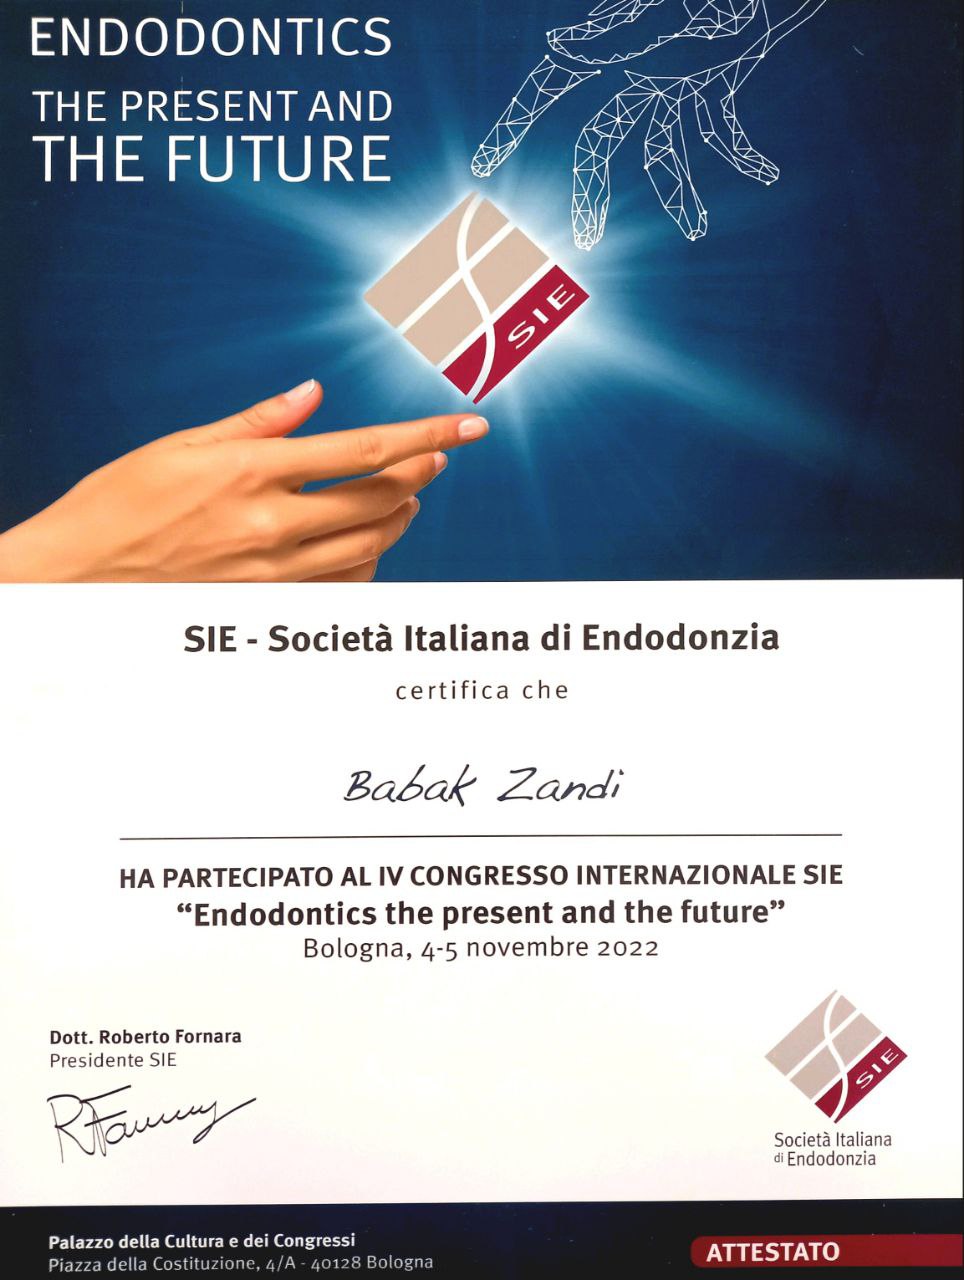 ENDODONTICS
THE PRESENT AND
THE FUTURE
SIE
SIE - Società Italiana di Endodonzia
certifica che
Babak Zandi
HA PARTECIPATO AL IV CONGRESSO INTERNAZIONALE SIE
“Endodontics the present and the future”
Bologna, 4-5 novembre 2022
Dott. Roberto Fornara
Presidente SIE
SIE
Società Italiana
di Endodonzia
Palazzo della Cultura e dei Congressi
Piazza della Costituzione, 4/A - 40128 Bologna
ATTESTATO